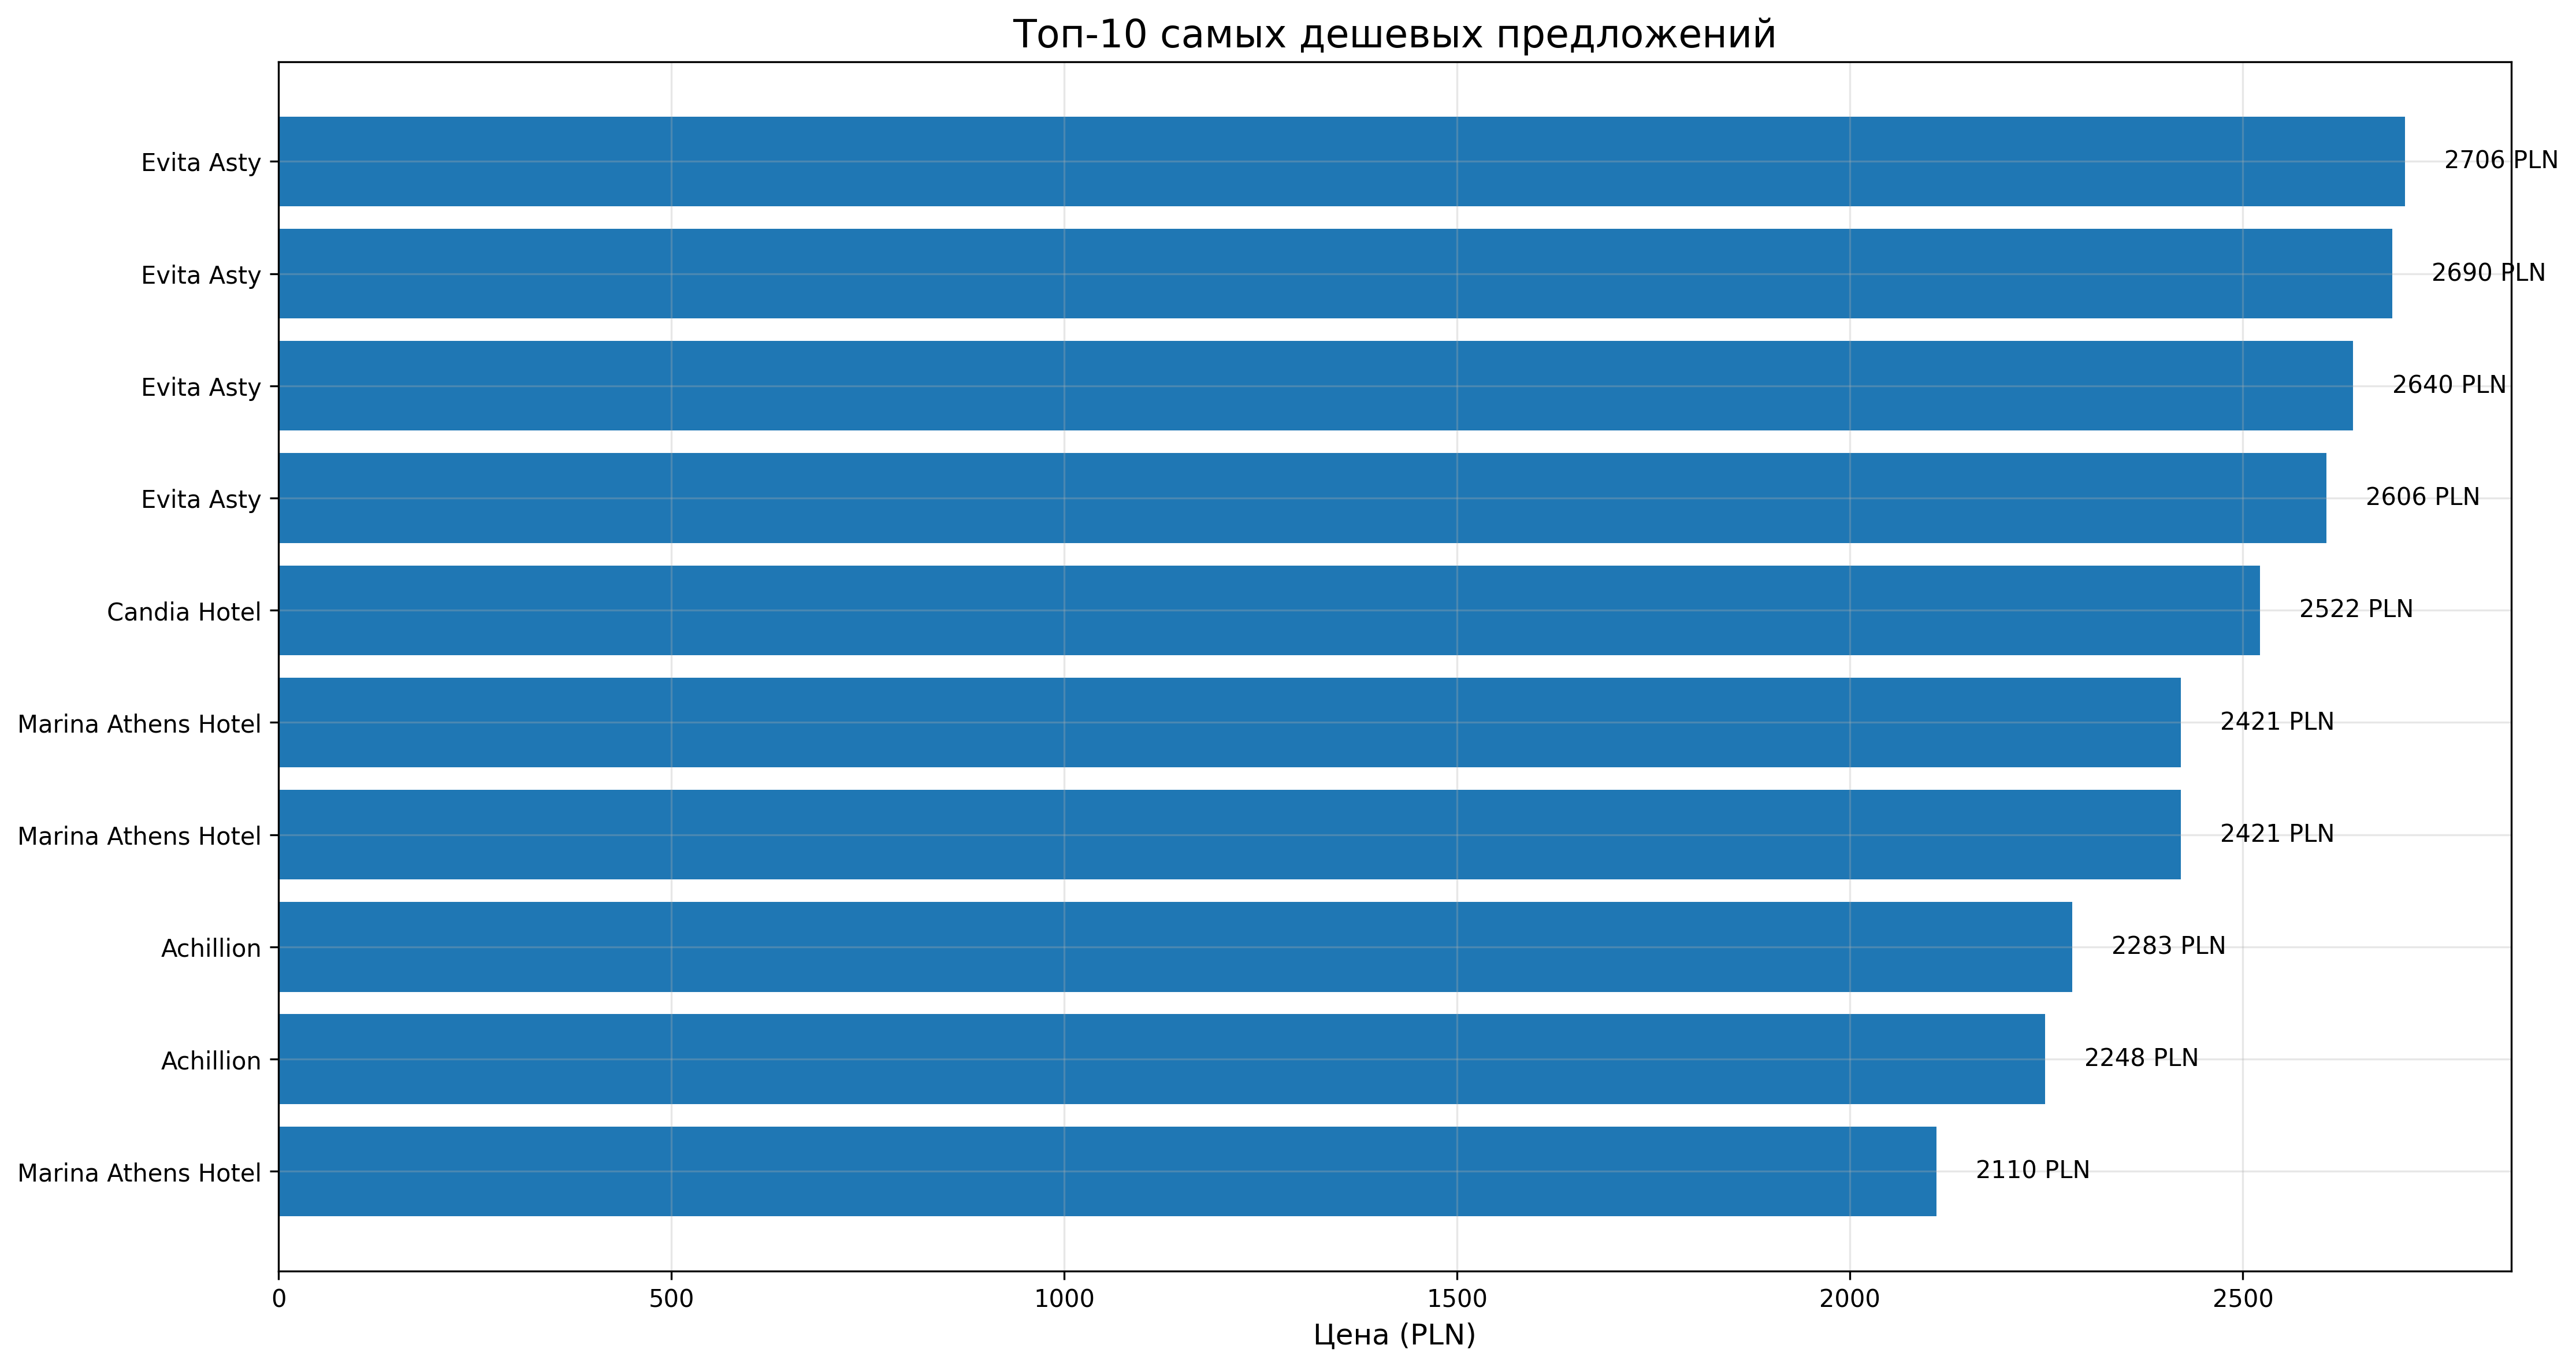 Топ-10 самых дешевых предложений
Evita Asty
2706 PLN
Evita Asty
2690 PLN
Evita Asty
2640 PLN
Evita Asty
2606 PLN
Candia Hotel
2522 PLN
Marina Athens Hotel
2421 PLN
Marina Athens Hotel
2421 PLN
Achillion
2283 PLN
Achillion
2248 PLN
Marina Athens Hotel
2110 PLN
0 500 1000 1500 2000 2500
Цена (PLN)